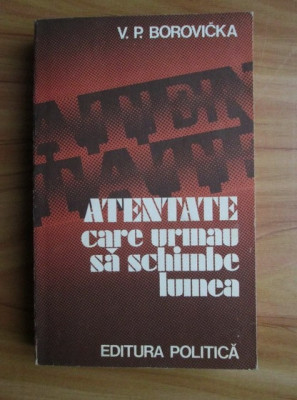 V. P. BOROVIČKA
ATENTATE
care urmau
să schimbe
lumea
EDITURA POLITICĂ